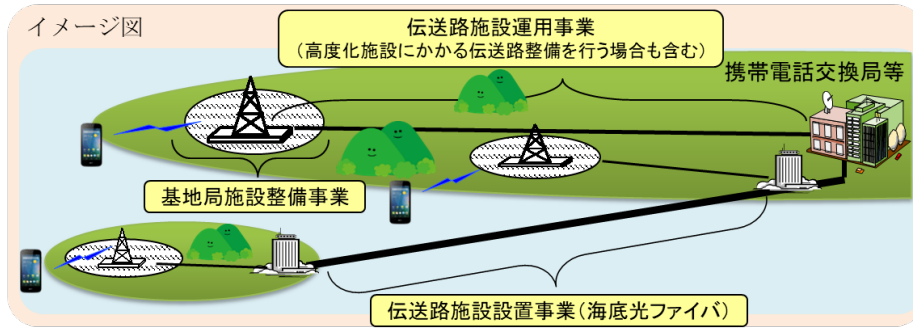 イメージ図
伝送路施設運用事業
(高度化施設にかかる伝送路整備を行う場合も含む)
携帯電話交換局等
基地局施設整備事業
伝送路施設設置事業(海底光ファイバ)